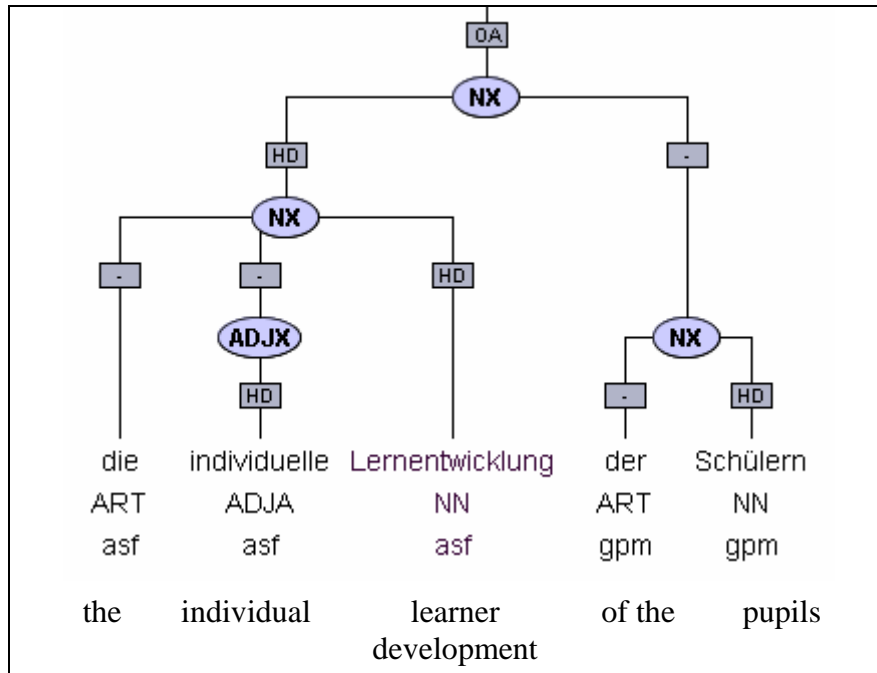 OA
NX
HD -
NX
- - HD
ADJX NX
HD - HD
die individuelle Lernentwicklung der Schülern
ART ADJA NN ART NN
asf asf asf gpm gpm
the individual learner of the pupils
development